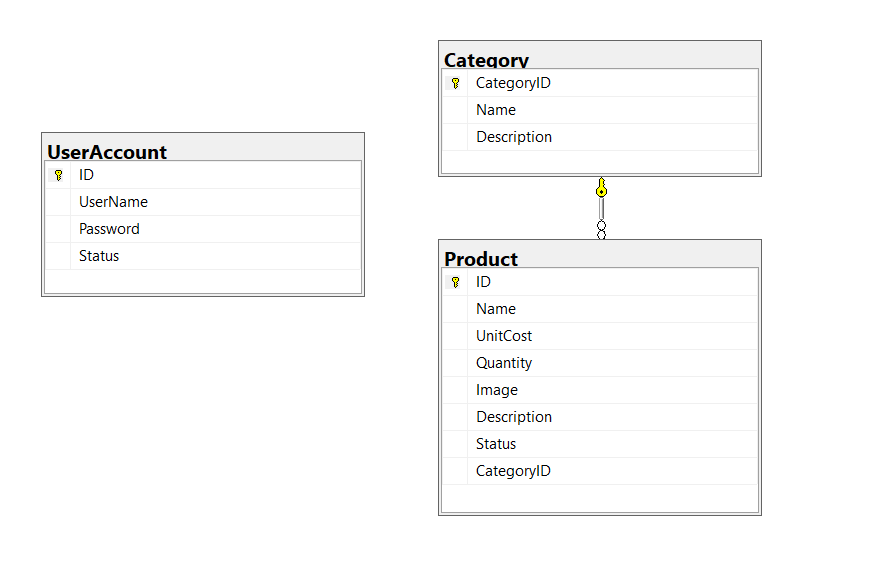 UserAccount
ID
UserName
Password
Status
Category
CategoryID
Name
Description
Product
ID
Name
UnitCost
Quantity
Image
Description
Status
CategoryID